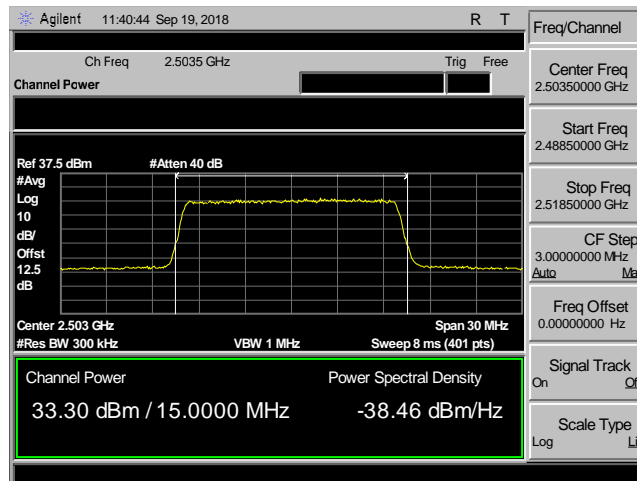 Agilent 11:40:44 Sep 19, 2018 R T
Freq/Channel
Ch Freq 2.5035 GHz Trig Free
Channel Power
Center Freq
2.50350000 GHz
Start Freq
2.48850000 GHz
Ref 37.5 dBm #Atten 40 dB
#Avg
Log
10
dB/
Offst
12.5
dB
Stop Freq
2.51850000 GHz
CF Step
3.00000000 MHz
Auto Ma
Freq Offset
0.00000000 Hz
Center 2.503 GHz Span 30 MHz
#Res BW 300 kHz VBW 1 MHz Sweep 8 ms (401 pts)
Signal Track
On Of
Channel Power Power Spectral Density
33.30 dBm / 15.0000 MHz -38.46 dBm/Hz
Scale Type
Log Li